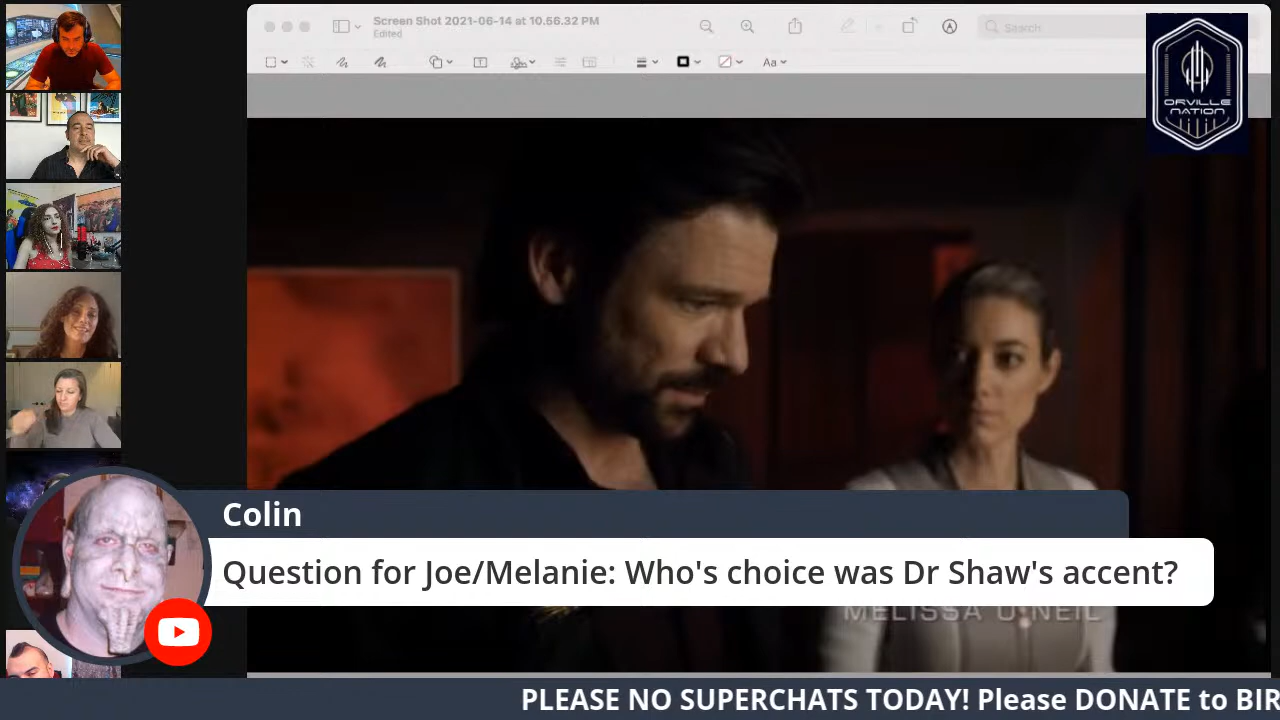 Screen Shot 2021-06-14 at 10.56.32 PM
Edited
Search
Aa
ORVILLE
NATION
Colin
Question for Joe/Melanie: Who's choice was Dr Shaw's accent?
MELISSA O'NEIL
PLEASE NO SUPERCHATS TODAY! Please DONATE to BIR